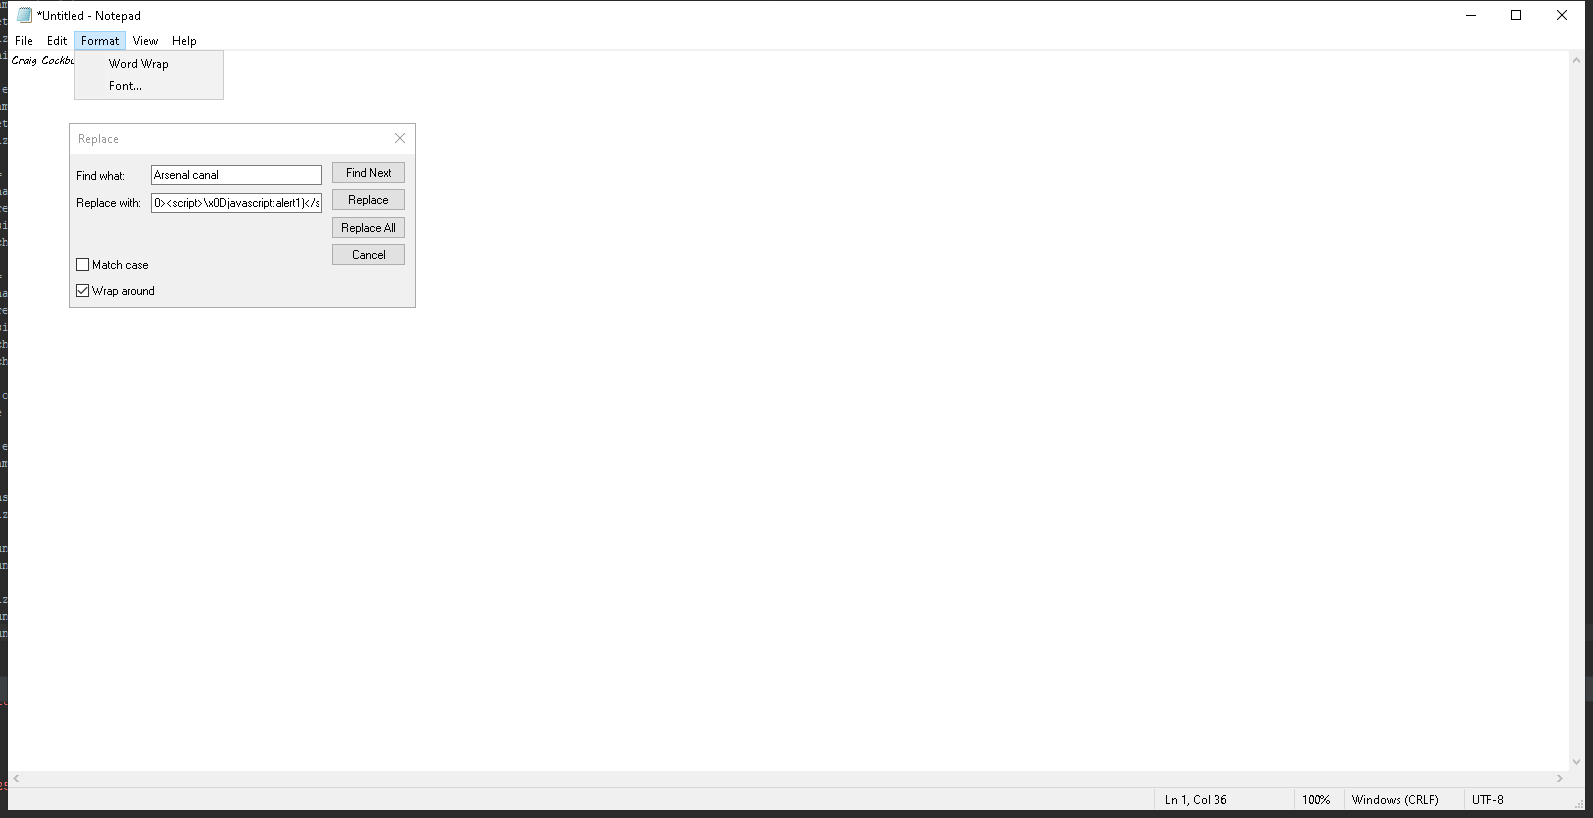 *Untitled - Notepad
File Edit Format View Help
Craig
Word Wrap
Font...
Replace
Find what: Arsenal canal Find Next
Replace with: 0><script>\x0Djavascript:alert1)</s Replace
Replace All
Cancel
Match case
Wrap around
Ln 1, Col 36 100% Windows (CRLF) UTF-8